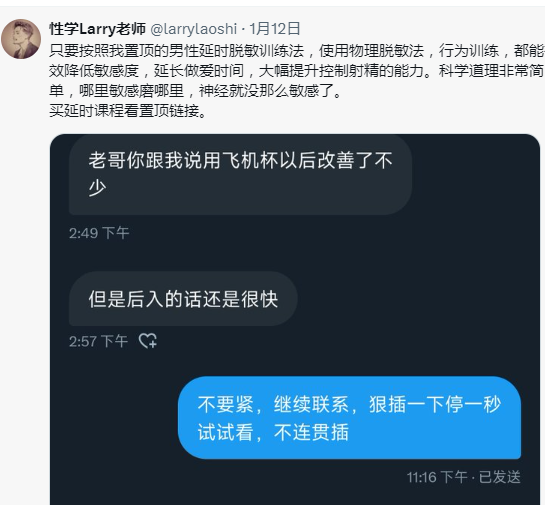 性学Larry老师 @larrylaoshi · 1月12日
只要按照我置顶的男性延时脱敏训练法，使用物理脱敏法，行为训练，都能
效降低敏感度，延长做爱时间，大幅提升控制射精的能力。科学道理非常简
单，哪里敏感磨哪里，神经就没那么敏感了。
买延时课程看置顶链接。
老哥你跟我说用飞机杯以后改善了不
少
2:49 下午
但是后入的话还是很快
2:57 下午
不要紧，继续联系，狠插一下停一秒
试试看，不连贯插
11:16 下午 · 已发送